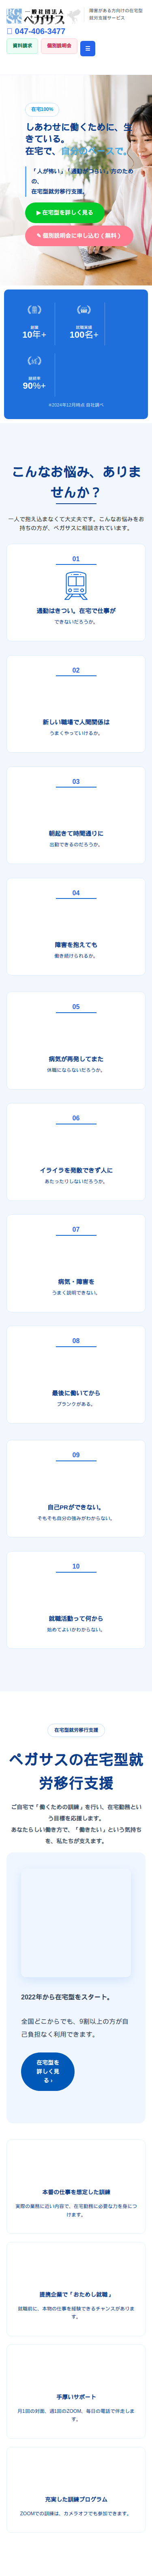 一般社団法人
ペガサス
障害がある方向けの在宅型
就労支援サービス
047-406-3477
資料請求
個別説明会
在宅100%
しあわせに働くために、生
きている。
在宅で、自分のペースで。
「人が怖い」「通勤がつらい」方のため
の、
在宅型就労移行支援。
▶ 在宅型を詳しく見る
個別説明会に申し込む（無料）
創業
10年+
就職実績
100名+
継続率
90%+
※2024年12月時点 自社調べ
こんなお悩み、ありま
せんか？
一人で抱え込まなくて大丈夫です。こんなお悩みをお
持ちの方が、ペガサスに相談されています。
01
通勤はきつい。在宅で仕事が
できないだろうか。
02
新しい職場で人間関係は
うまくやっていけるか。
03
朝起きて時間通りに
出勤できるのだろうか。
04
障害を抱えても
働き続けられるか。
05
病気が再発してまた
休職にならないだろうか。
06
イライラを発散できず人に
あたったりしないだろうか。
07
病気・障害を
うまく説明できない。
08
最後に働いてから
ブランクがある。
09
自己PRができない。
そもそも自分の強みがわからない。
10
就職活動って何から
始めてよいかわからない。
在宅型就労移行支援
ペガサスの在宅型就
労移行支援
ご自宅で「働くための訓練」を行い、在宅勤務とい
う目標を応援します。
あなたらしい働き方で、「働きたい」という気持ち
を、私たちが支えます。
2022年から在宅型をスタート。
全国どこからでも、9割以上の方が自
己負担なく利用できます。
在宅型を
詳しく見
る ›
本番の仕事を想定した訓練
実際の業務に近い内容で、在宅勤務に必要な力を身につ
けます。
提携企業で「おためし就職」
就職前に、本物の仕事を経験できるチャンスがありま
す。
手厚いサポート
月1回の対面、週1回のZOOM、毎日の電話で伴走しま
す。
充実した訓練プログラム
ZOOMでの訓練は、カメラオフでも参加できます。